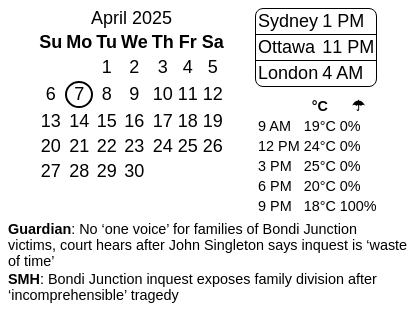 April 2025
Su Mo Tu We Th Fr Sa
1 2 3 4 5
6 7 8 9 10 11 12
13 14 15 16 17 18 19
20 21 22 23 24 25 26
27 28 29 30
Sydney 1 PM
Ottawa 11 PM
London 4 AM
°C ☂
9 AM 19°C 0%
12 PM 24°C 0%
3 PM 25°C 0%
6 PM 20°C 0%
9 PM 18°C 100%
Guardian: No ‘one voice’ for families of Bondi Junction
victims, court hears after John Singleton says inquest is ‘waste
of time’
SMH: Bondi Junction inquest exposes family division after
‘incomprehensible’ tragedy